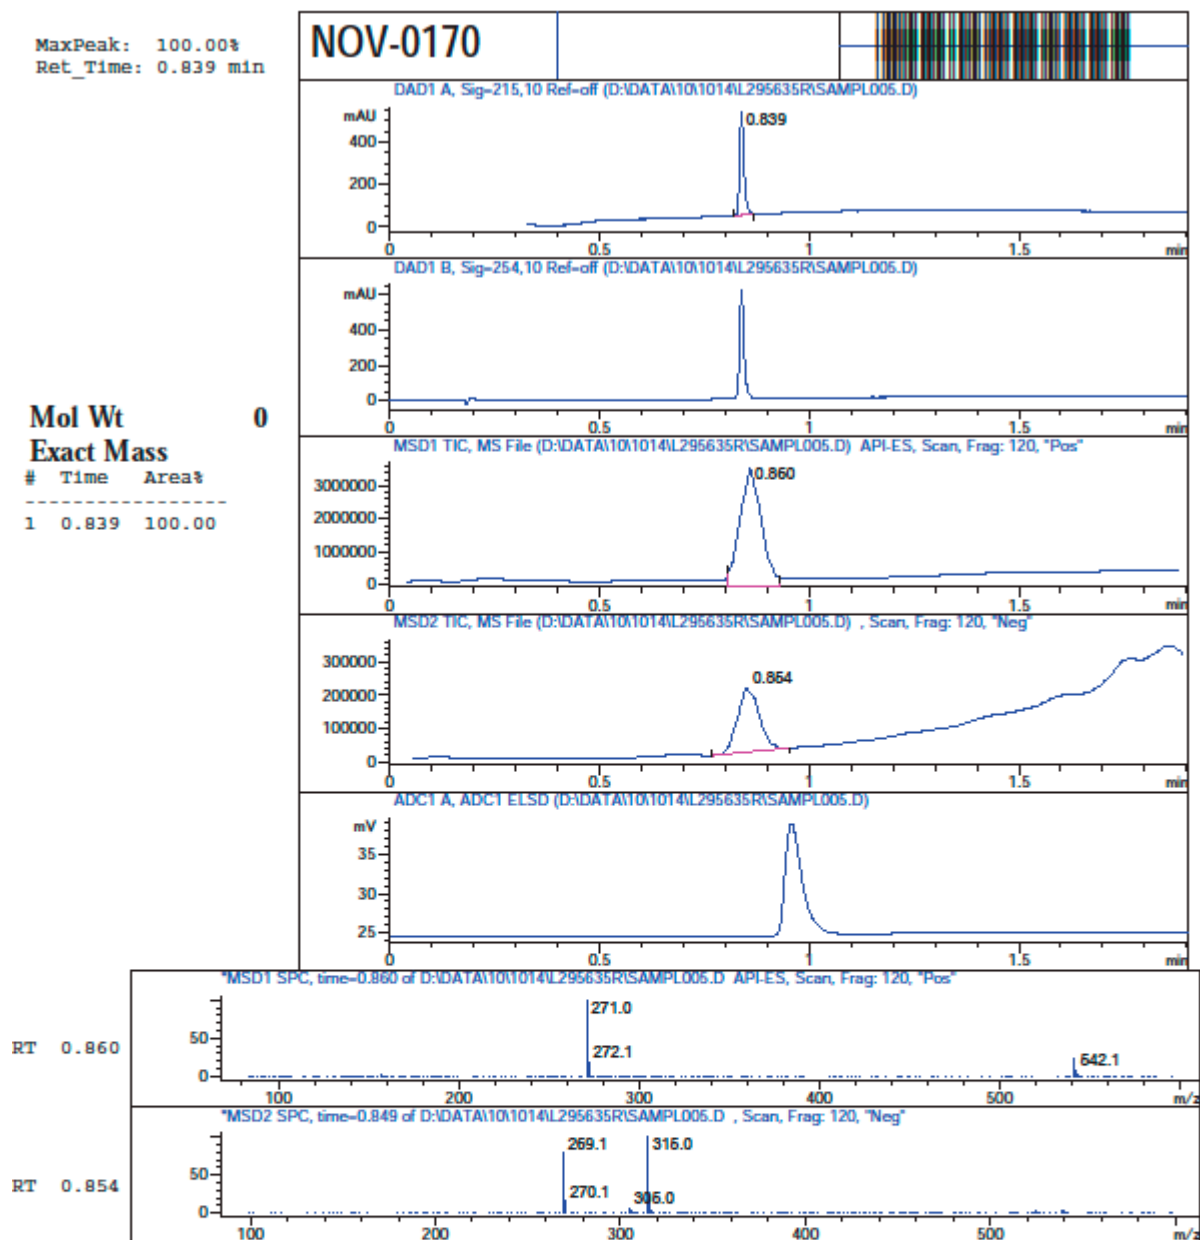 MaxPeak: 100.00%
Ret_Time: 0.839 min
NOV-0170
DAD1 A, Sig=215,10 Ref=off (D:\DATA\10\1014\L295635R\SAMPL005.D)
mAU
0.839
400
200
0
0 0.5 1 1.5 min
DAD1 B, Sig=254,10 Ref=off (D:\DATA\10\1014\L295635R\SAMPL005.D)
mAU
400
200
0
0 0.5 1 1.5 min
Mol Wt 0
Exact Mass
# Time Area%
-----------------
1 0.839 100.00
MSD1 TIC, MS File (D:\DATA\10\1014\L295635R\SAMPL005.D) API-ES, Scan, Frag: 120, "Pos"
0.860
3000000
2000000
1000000
0
0 0.5 1 1.5 min
MSD2 TIC, MS File (D:\DATA\10\1014\L295635R\SAMPL005.D) , Scan, Frag: 120, "Neg"
0.854
300000
200000
100000
0
0 0.5 1 1.5 min
ADC1 A, ADC1 ELSD (D:\DATA\10\1014\L295635R\SAMPL005.D)
mV
35
30
25
0 0.5 1 1.5 min
*MSD1 SPC, time=0.860 of D:\DATA\10\1014\L295635R\SAMPL005.D API-ES, Scan, Frag: 120, "Pos"
271.0
RT 0.860
50
272.1
542.1
0
100 200 300 400 500 m/z
*MSD2 SPC, time=0.849 of D:\DATA\10\1014\L295635R\SAMPL005.D , Scan, Frag: 120, "Neg"
269.1 315.0
RT 0.854
50
270.1
0
100 200 300 400 500 m/z